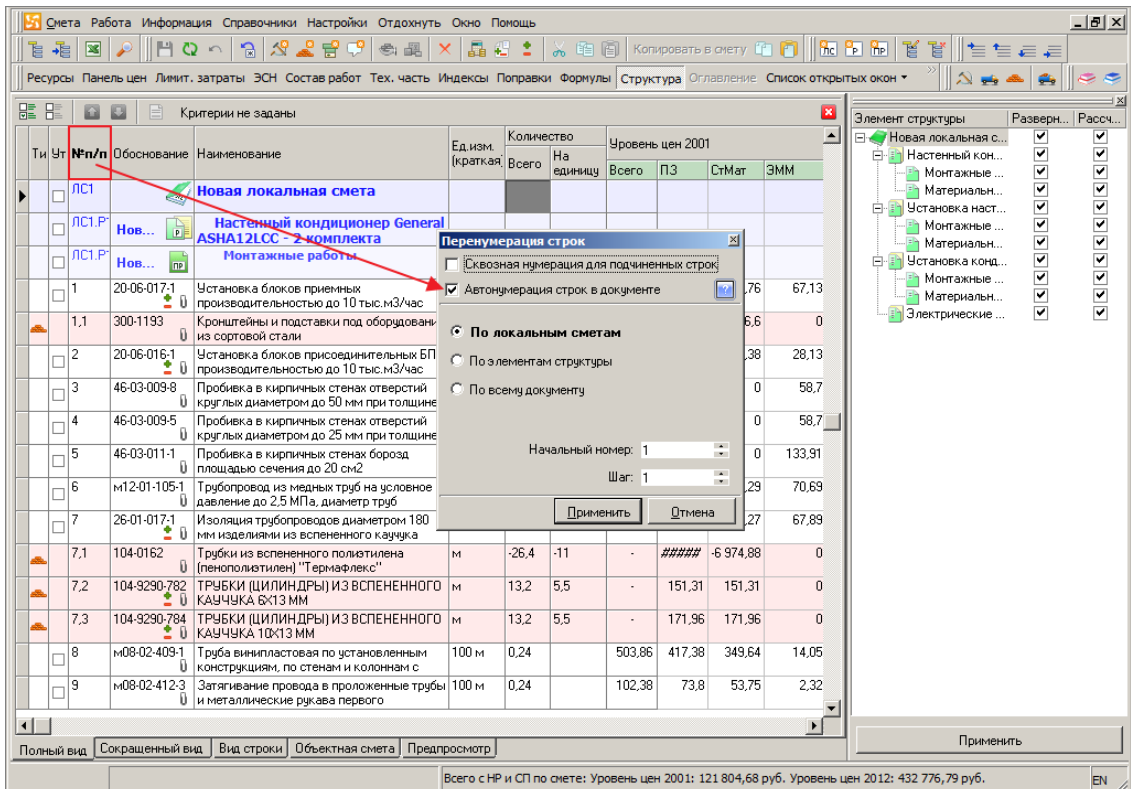 Смета Работа Информация Справочники Настройки Отдохнуть Окно Помощь
Копировать в смету
ЛС Р ПР
Ресурсы Панель цен Лимит. затраты ЭСН Состав работ Тех. часть Индексы Поправки Формулы Структура Оглавление Список открытых окон
Критерии не заданы
Ти Ут №п/п Обоснование Наименование Ед.изм. (краткая) Количество Уровень цен 2001
Всего На единицу Всего ПЗ СтМат ЭММ
ЛС1 Новая локальная смета
ЛС1.Р Нов... Р Настенный кондиционер General
ASHA12LCC - 2 комплекта
ЛС1.Р Нов... ПР Монтажные работы
1 20-06-017-1 Установка блоков приемных ,76 67,13
производительностью до 10 тыс.м3/час
1,1 300-1193 Кронштейны и подставки под оборудовани 6,6 0
из сортовой стали
2 20-06-016-1 Установка блоков присоединительных БП ,38 28,13
производительностью до 10 тыс.м3/час
3 46-03-009-8 Пробивка в кирпичных стенах отверстий 0 58,7
круглых диаметром до 50 мм при толщине
4 46-03-009-5 Пробивка в кирпичных стенах отверстий 0 58,7
круглых диаметром до 25 мм при толщине
5 46-03-011-1 Пробивка в кирпичных стенах борозд 0 133,91
площадью сечения до 20 см2
6 м12-01-105-1 Трубопровод из медных труб на условное ,29 70,69
давление до 2,5 МПа, диаметр труб
7 26-01-017-1 Изоляция трубопроводов диаметром 180 ,27 67,89
мм изделиями из вспененного каучука
7,1 104-0162 Трубки из вспененного полиэтилена м -26,4 -11 - ##### -6 974,88 0
(пенополиэтилен) "Термафлекс"
7,2 104-9290-782 ТРУБКИ (ЦИЛИНДРЫ) ИЗ ВСПЕНЕННОГО м 13,2 5,5 - 151,31 151,31 0
КАУЧУКА 6Х13 ММ
7,3 104-9290-784 ТРУБКИ (ЦИЛИНДРЫ) ИЗ ВСПЕНЕННОГО м 13,2 5,5 - 171,96 171,96 0
КАУЧУКА 10Х13 ММ
8 м08-02-409-1 Труба винипластовая по установленным 100 м 0,24 503,86 417,38 349,64 14,05
конструкциям, по стенам и колоннам с
9 м08-02-412-3 Затягивание провода в проложенные трубы 100 м 0,24 102,38 73,8 53,75 2,32
и металлические рукава первого
Перенумерация строк
Сквозная нумерация для подчиненных строк
Автонумерация строк в документе
По локальным сметам
По элементам структуры
По всему документу
Начальный номер: 1
Шаг: 1
Применить Отмена
Элемент структуры Разверн... Рассч...
Новая локальная с...
Настенный кон...
Монтажные ...
Материальн...
Установка наст...
Монтажные ...
Материальн...
Установка конд...
Монтажные ...
Материальн...
Электрические ...
Применить
Полный вид Сокращенный вид Вид строки Объектная смета Предпросмотр
Всего с НР и СП по смете: Уровень цен 2001: 121 804,68 руб. Уровень цен 2012: 432 776,79 руб. EN